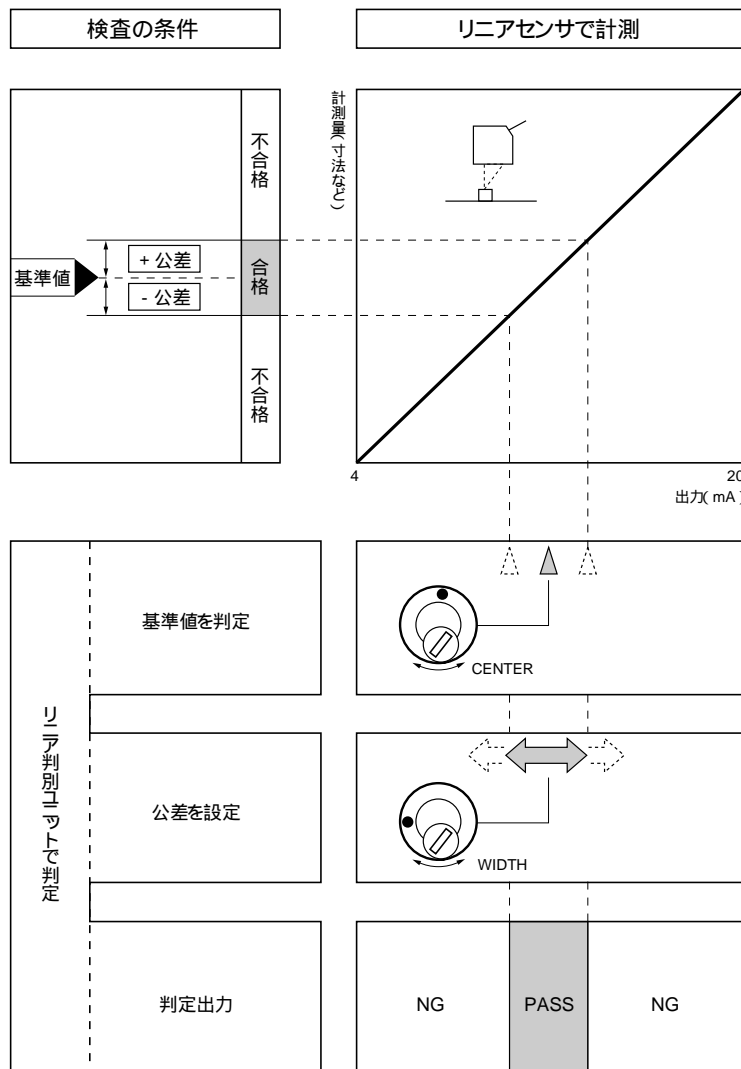 検査の条件
リニアセンサで計測
不合格
合格
不合格
基準値
+ 公差
- 公差
計測量(寸法など)
4
20
出力( mA )
リニア判別ユニットで判定
基準値を判定
CENTER
公差を設定
WIDTH
判定出力
NG
PASS
NG